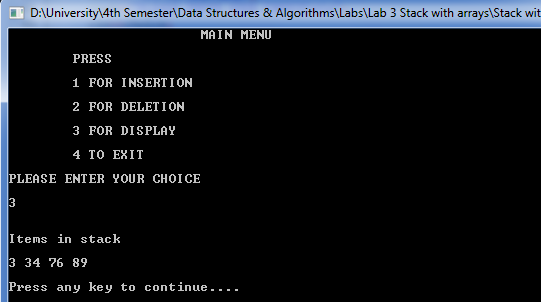 D:\University\4th Semester\Data Structures & Algorithms\Labs\Lab 3 Stack with arrays\Stack wit
MAIN MENU
PRESS
1 FOR INSERTION
2 FOR DELETION
3 FOR DISPLAY
4 TO EXIT
PLEASE ENTER YOUR CHOICE
3
Items in stack
3 34 76 89
Press any key to continue....